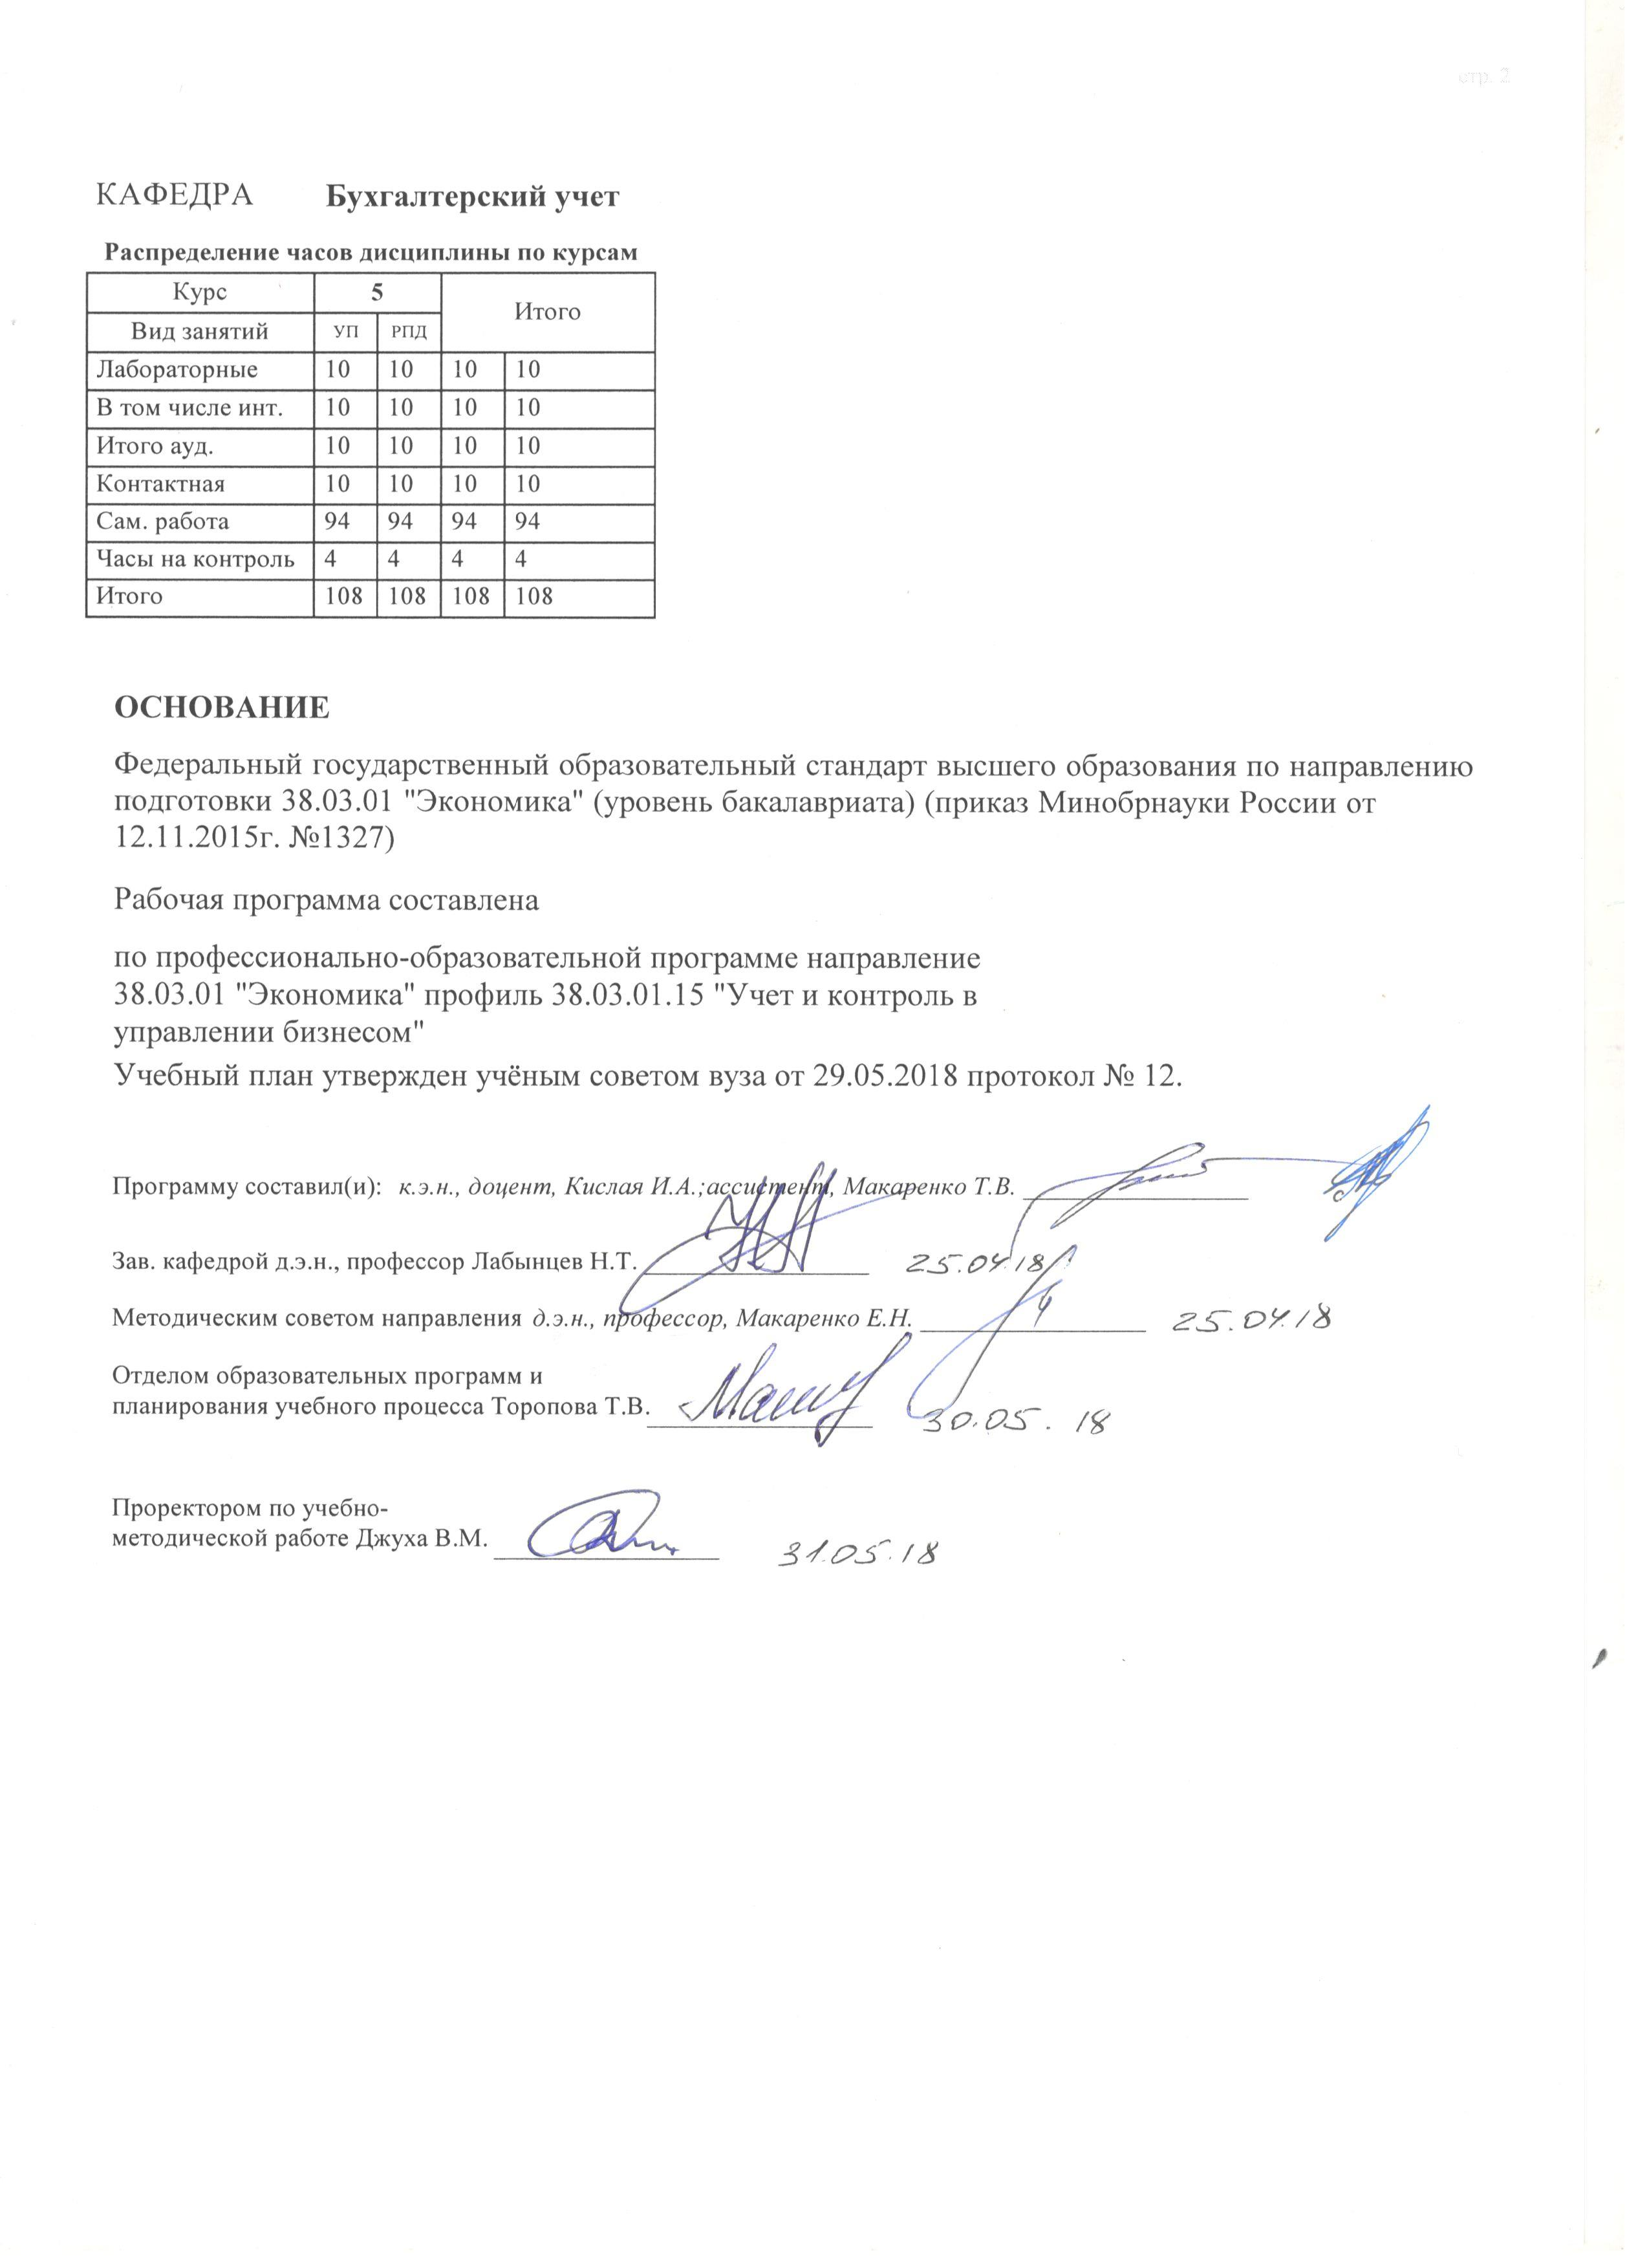 стр. 2
КАФЕДРА Бухгалтерский учет
Распределение часов дисциплины по курсам
Курс 5 Итого
Вид занятий УП РПД
Лабораторные 10 10 10 10
В том числе инт. 10 10 10 10
Итого ауд. 10 10 10 10
Контактная 10 10 10 10
Сам. работа 94 94 94 94
Часы на контроль 4 4 4 4
Итого 108 108 108 108
ОСНОВАНИЕ
Федеральный государственный образовательный стандарт высшего образования по направлению
подготовки 38.03.01 "Экономика" (уровень бакалавриата) (приказ Минобрнауки России от
12.11.2015г. №1327)
Рабочая программа составлена
по профессионально-образовательной программе направление
38.03.01 "Экономика" профиль 38.03.01.15 "Учет и контроль в
управлении бизнесом"
Учебный план утвержден учёным советом вуза от 29.05.2018 протокол № 12.
Программу составил(и): к.э.н., доцент, Кислая И.А.;ассистент, Макаренко Т.В.
Зав. кафедрой д.э.н., профессор Лабынцев Н.Т. 25.04.18
Методическим советом направления д.э.н., профессор, Макаренко Е.Н. 25.04.18
Отделом образовательных программ и
планирования учебного процесса Торопова Т.В. 30.05.18
Проректором по учебно-
методической работе Джуха В.М. 31.05.18